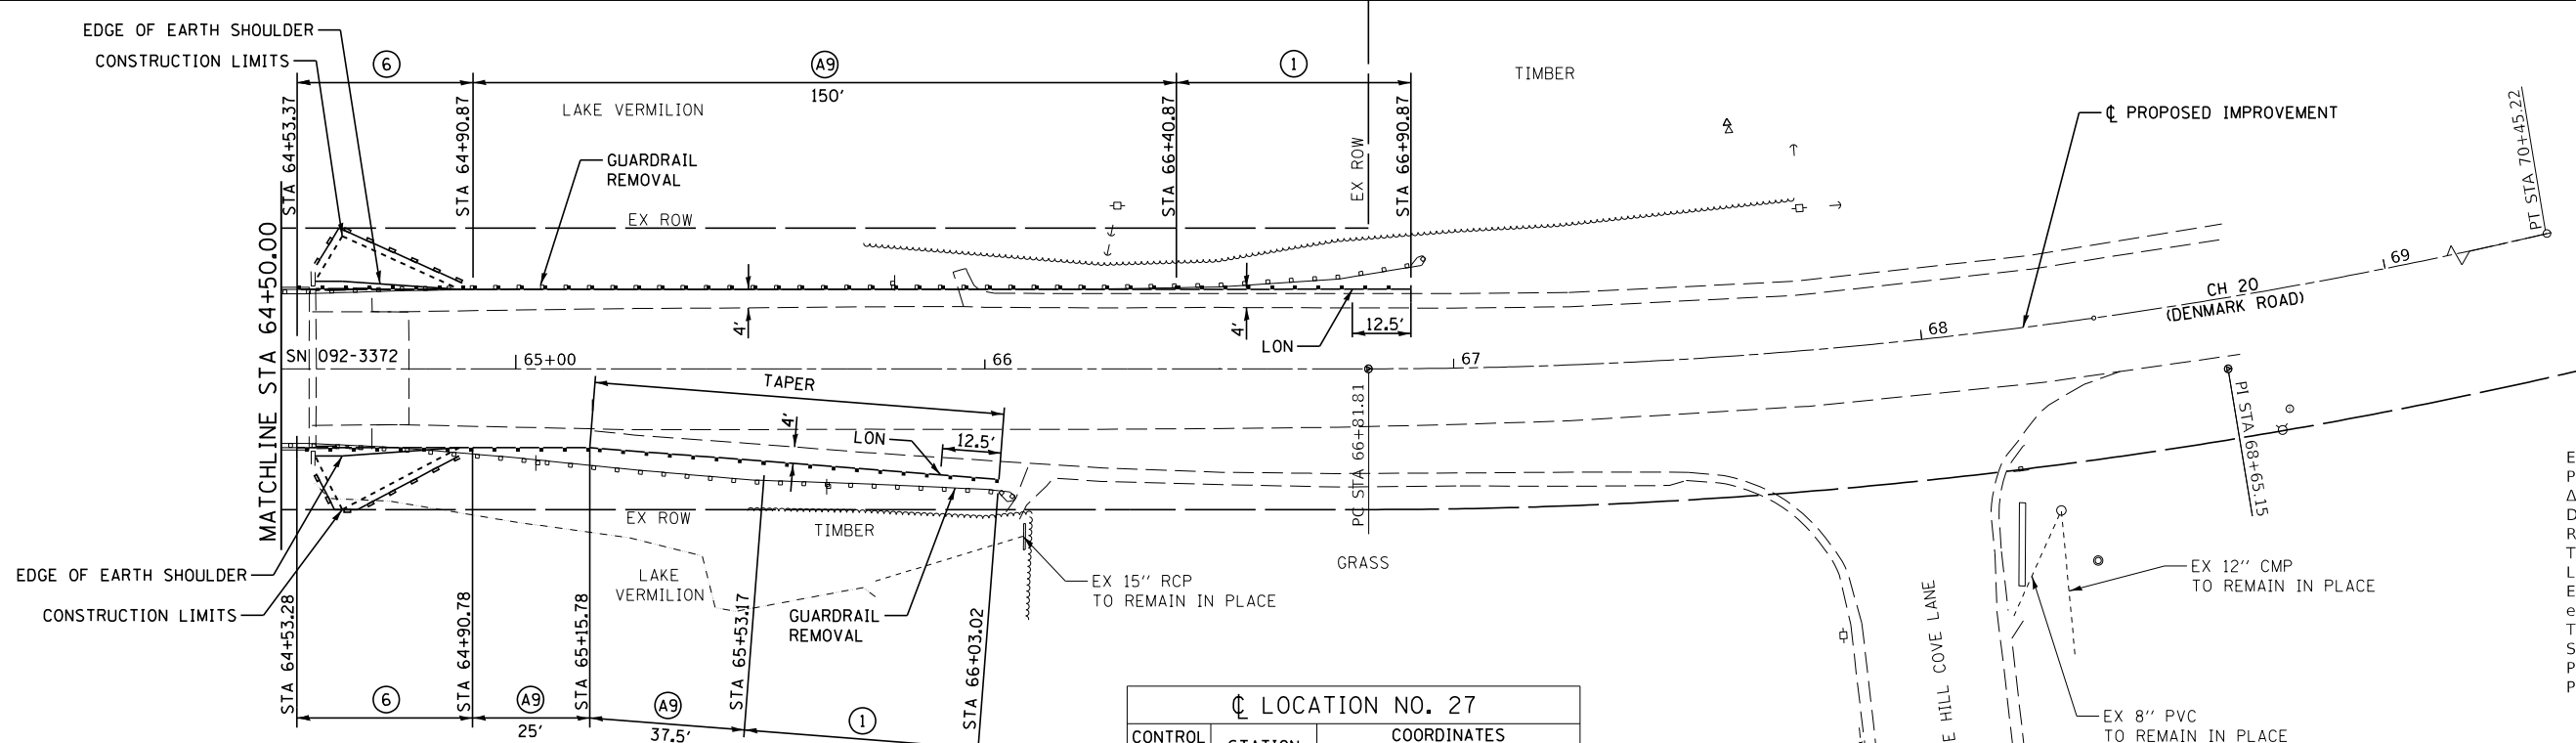 EDGE OF EARTH SHOULDER
CONSTRUCTION LIMITS
6
A9
1
150'
STA 64+53.37
STA 64+90.87
STA 66+40.87
STA 66+90.87
LAKE VERMILION
GUARDRAIL
REMOVAL
EX ROW
EX ROW
TIMBER
℄ PROPOSED IMPROVEMENT
PT STA 70+45.22
MATCHLINE STA 64+50.00
4'
4'
12.5'
LON
SN 092-3372
65+00
66
67
68
69
CH 20
(DENMARK ROAD)
TAPER
4'
LON
12.5'
PC STA 66+81.81
PI STA 68+65.15
EX ROW
TIMBER
GRASS
EDGE OF EARTH SHOULDER
CONSTRUCTION LIMITS
LAKE
VERMILION
GUARDRAIL
REMOVAL
EX 15" RCP
TO REMAIN IN PLACE
EX 12" CMP
TO REMAIN IN PLACE
EX 8" PVC
TO REMAIN IN PLACE
E HILL COVE LANE
STA 64+53.28
STA 64+90.78
STA 65+15.78
STA 65+53.17
STA 66+03.02
6
A9
25'
A9
37.5'
1
℄ LOCATION NO. 27
CONTROL
STATION
COORDINATES
E
P
Δ
D
R
T
L
E
e
T
S
P
P